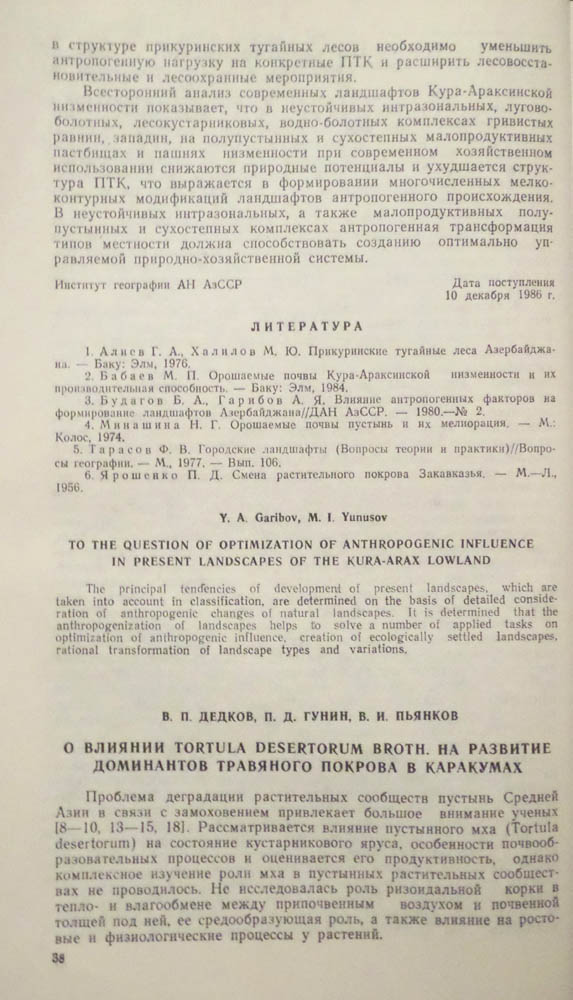 в структуре прикуринских тугайных лесов необходимо уменьшить
антропогенную нагрузку на конкретные ПТК и расширить лесовосста-
новительные и лесоохранные мероприятия.
Всесторонний анализ современных ландшафтов Кура-Араксинской
низменности показывает, что в неустойчивых интразональных, лугово-
болотных, лесокустарниковых, водно-болотных комплексах гривистых
равнин, западин, на полупустынных и сухостепных малопродуктивных
пастбищах и пашнях низменности при современном хозяйственном
использовании снижаются природные потенциалы и ухудшается струк-
тура ПТК, что выражается в формировании многочисленных мелко-
контурных модификаций ландшафтов антропогенного происхождения.
В неустойчивых интразональных, а также малопродуктивных полу-
пустынных и сухостепных комплексах антропогенная трансформация
типов местности должна способствовать созданию оптимально уп-
равляемой природно-хозяйственной системы.
Институт географии АН АзССР
Дата поступления
10 декабря 1986 г.
ЛИТЕРАТУРА
1. Алиев Г. А., Халилов М. Ю. Прикуринские тугайные леса Азербайджа-
на. — Баку: Элм, 1976.
2. Бабаев М. П. Орошаемые почвы Кура-Араксинской низменности и их
производительная способность. — Баку: Элм, 1984.
3. Будагов Б. А., Гарибов А. Я. Влияние антропогенных факторов на
формирование ландшафтов Азербайджана//ДАН АзССР. — 1980.—№ 2.
4. Минашина Н. Г. Орошаемые почвы пустынь и их мелиорация. — М.:
Колос, 1974.
5. Тарасов Ф. В. Городские ландшафты (Вопросы теории и практики)//Вопро-
сы географии. — М., 1977. — Вып. 106.
6. Ярошенко П. Д. Смена растительного покрова Закавказья. — М.—Л.,
1956.
Y. A. Garibov, M. I. Yunusov
TO THE QUESTION OF OPTIMIZATION OF ANTHROPOGENIC INFLUENCE
IN PRESENT LANDSCAPES OF THE KURA-ARAX LOWLAND
The principal tendencies of development of present landscapes, which are
taken into account in classification, are determined on the basis of detailed conside-
ration of anthropogenic changes of natural landscapes. It is determined that the
anthropogenization of landscapes helps to solve a number of applied tasks on
optimization of anthropogenic influence, creation of ecologically settled landscapes,
rational transformation of landscape types and variations.
В. П. ДЕДКОВ, П. Д. ГУНИН, В. И. ПЬЯНКОВ
О ВЛИЯНИИ TORTULA DESERTORUM BROTH. НА РАЗВИТИЕ
ДОМИНАНТОВ ТРАВЯНОГО ПОКРОВА В КАРАКУМАХ
Проблема деградации растительных сообществ пустынь Средней
Азии в связи с замоховением привлекает большое внимание ученых
[8—10, 13—15, 18]. Рассматривается влияние пустынного мха (Tortula
desertorum) на состояние кустарникового яруса, особенности почвооб-
разовательных процессов и оценивается его продуктивность, однако
комплексное изучение роли мха в пустынных растительных сообщест-
вах не проводилось. Не исследовалась роль ризоидальной корки в
тепло- и влагообмене между припочвенным воздухом и почвенной
толщей под ней, ее средообразующая роль, а также влияние на росто-
вые и физиологические процессы у растений.
38